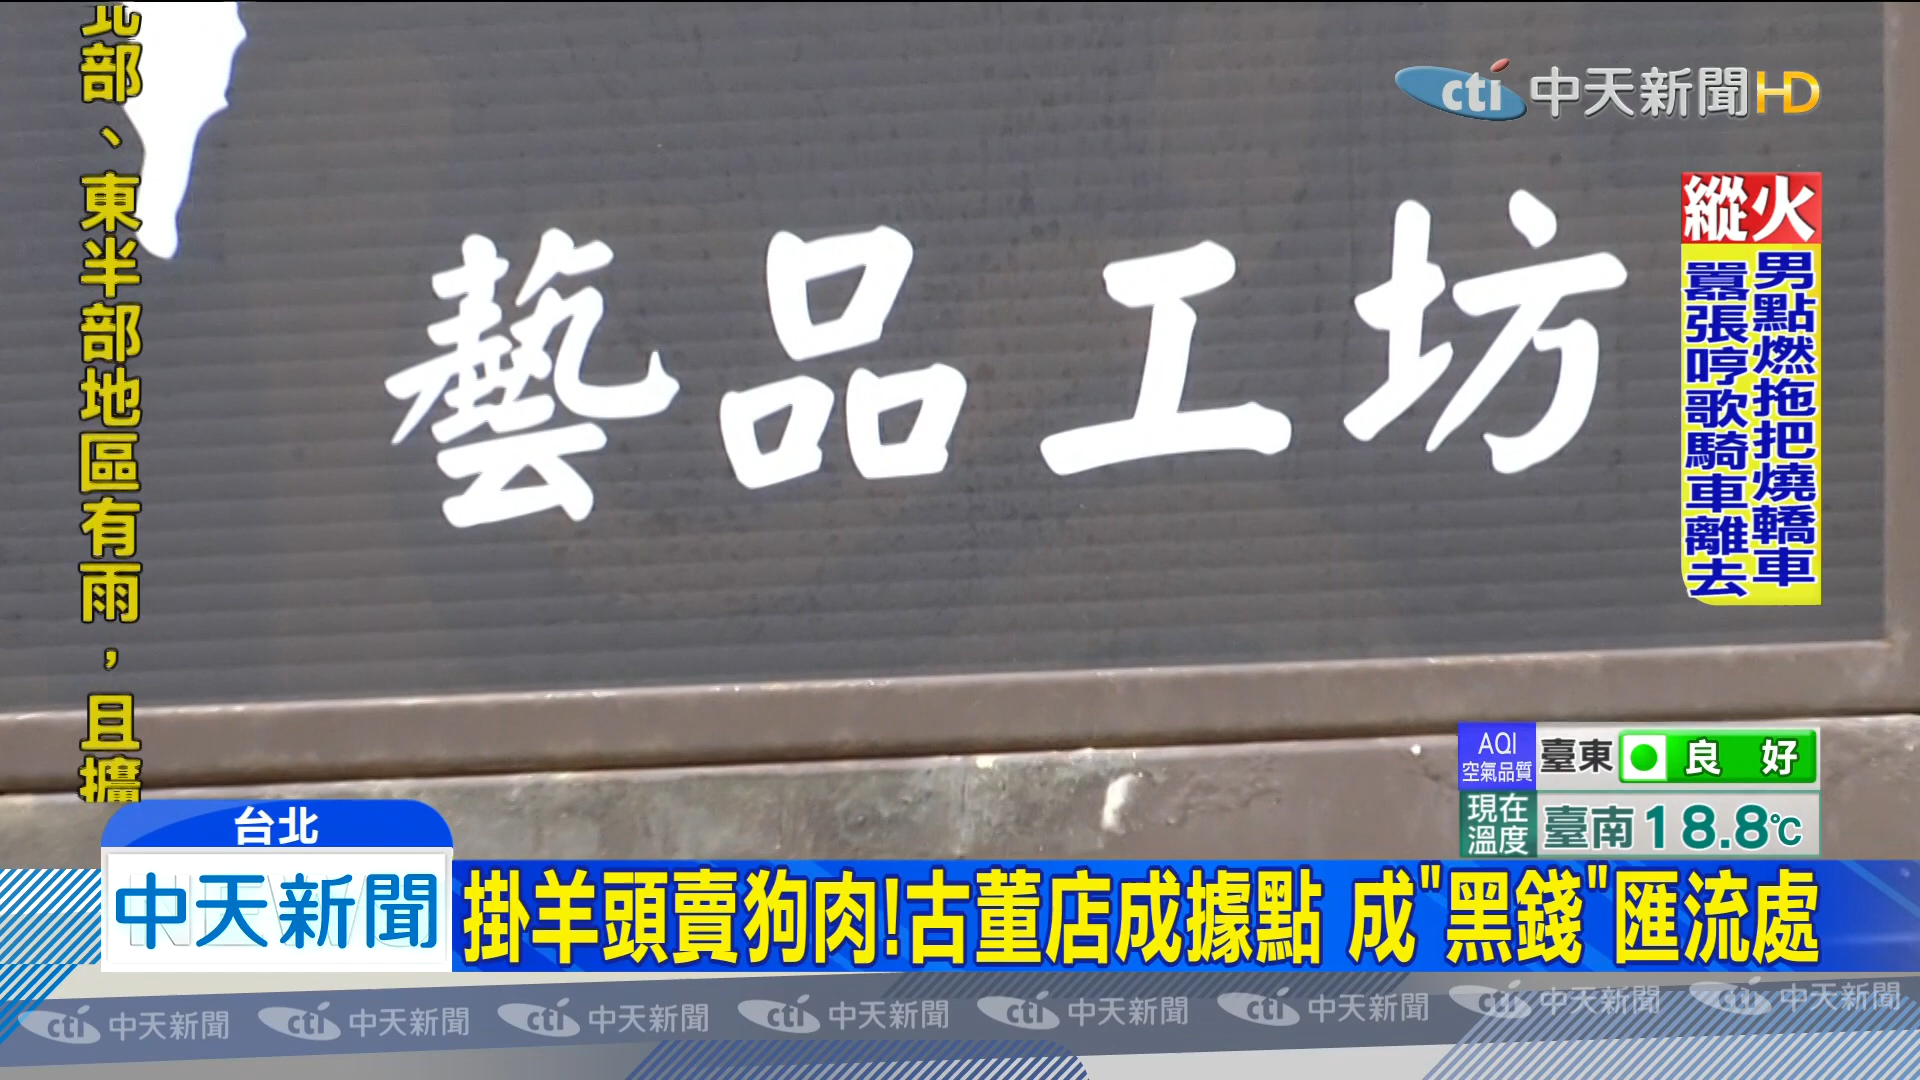 北部、東半部地區有雨，且擴
cti 中天新聞HD
藝品工坊
縱火
男點燃拖把燒轎車
囂張哼歌騎車離去
AQI
空氣品質
臺東 良好
現在
溫度
臺南18.8℃
台北
中天新聞
掛羊頭賣狗肉!古董店成據點 成"黑錢"匯流處
cti 中天新聞 cti 中天新聞 cti 中天新聞 cti 中天新聞 cti 中天新聞 cti 中天新聞 cti 中天新聞 cti 中天新聞